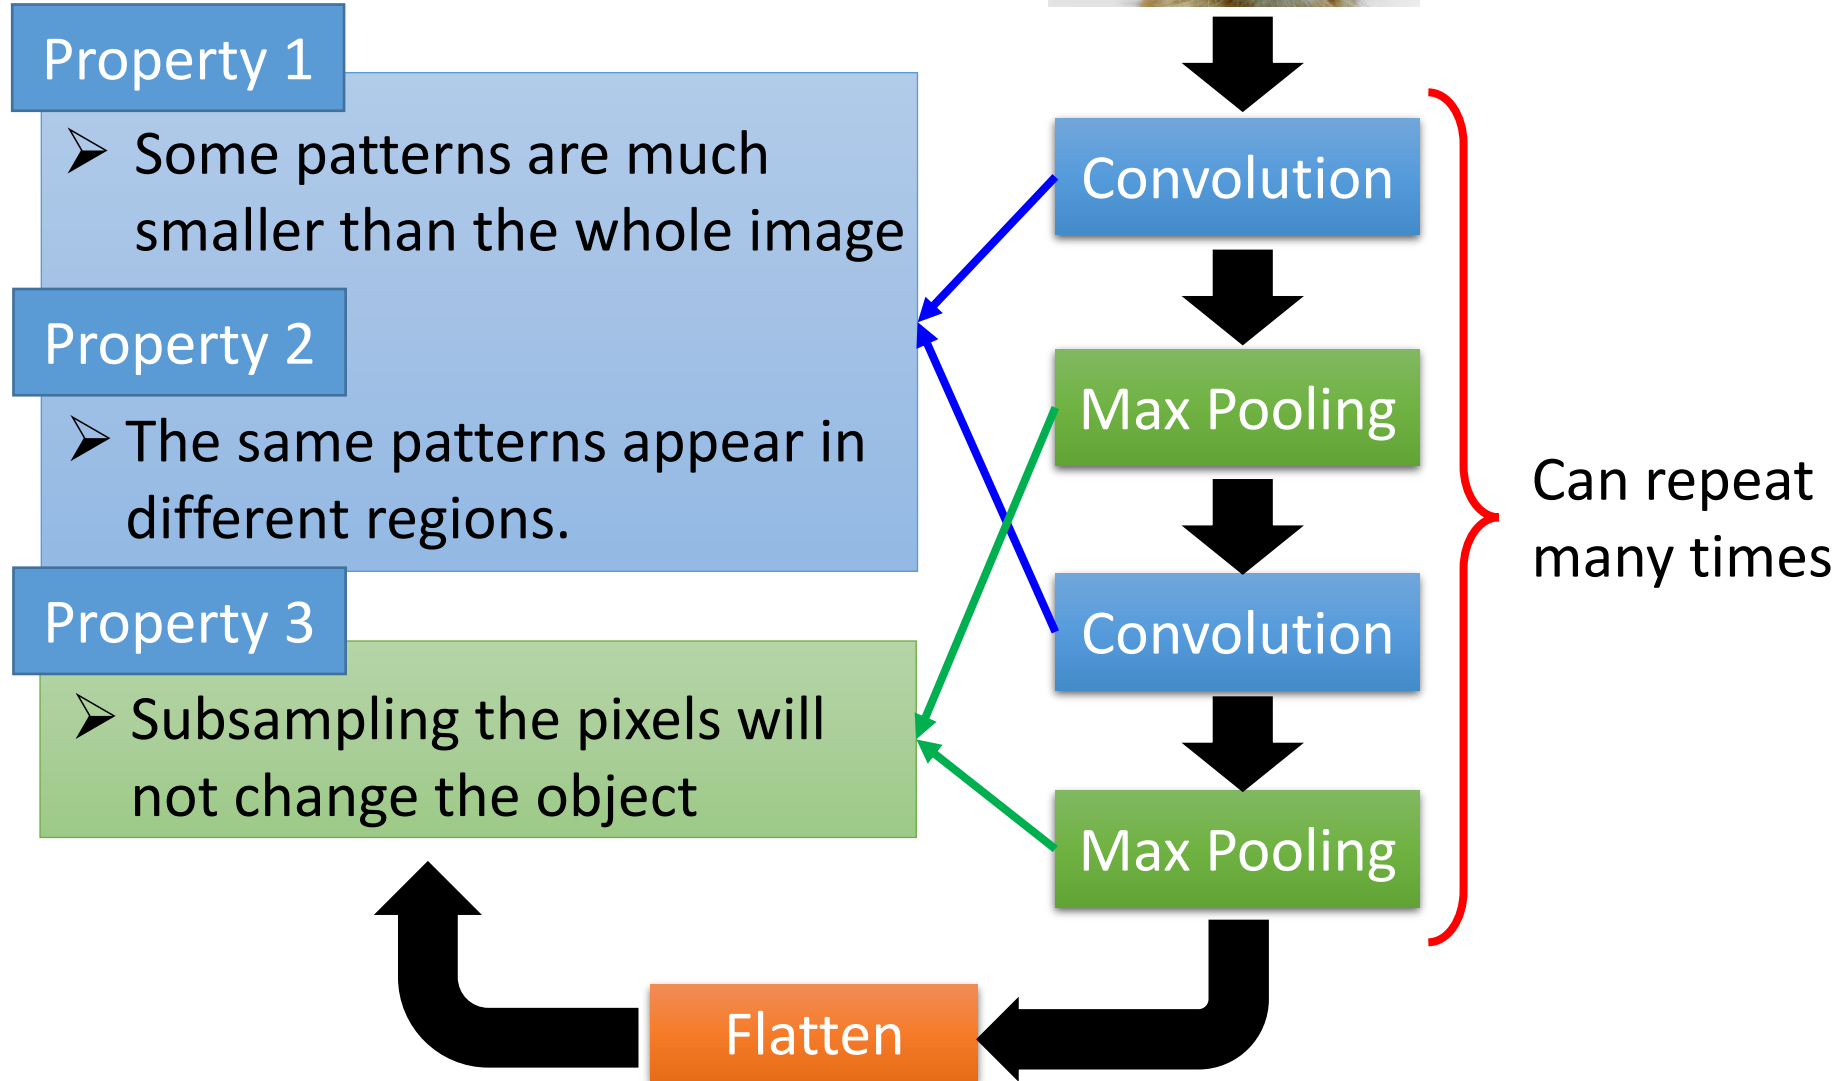 Property 1
Some patterns are much
smaller than the whole image
Property 2
The same patterns appear in
different regions.
Property 3
Subsampling the pixels will
not change the object
Convolution
Max Pooling
Convolution
Max Pooling
Can repeat
many times
Flatten